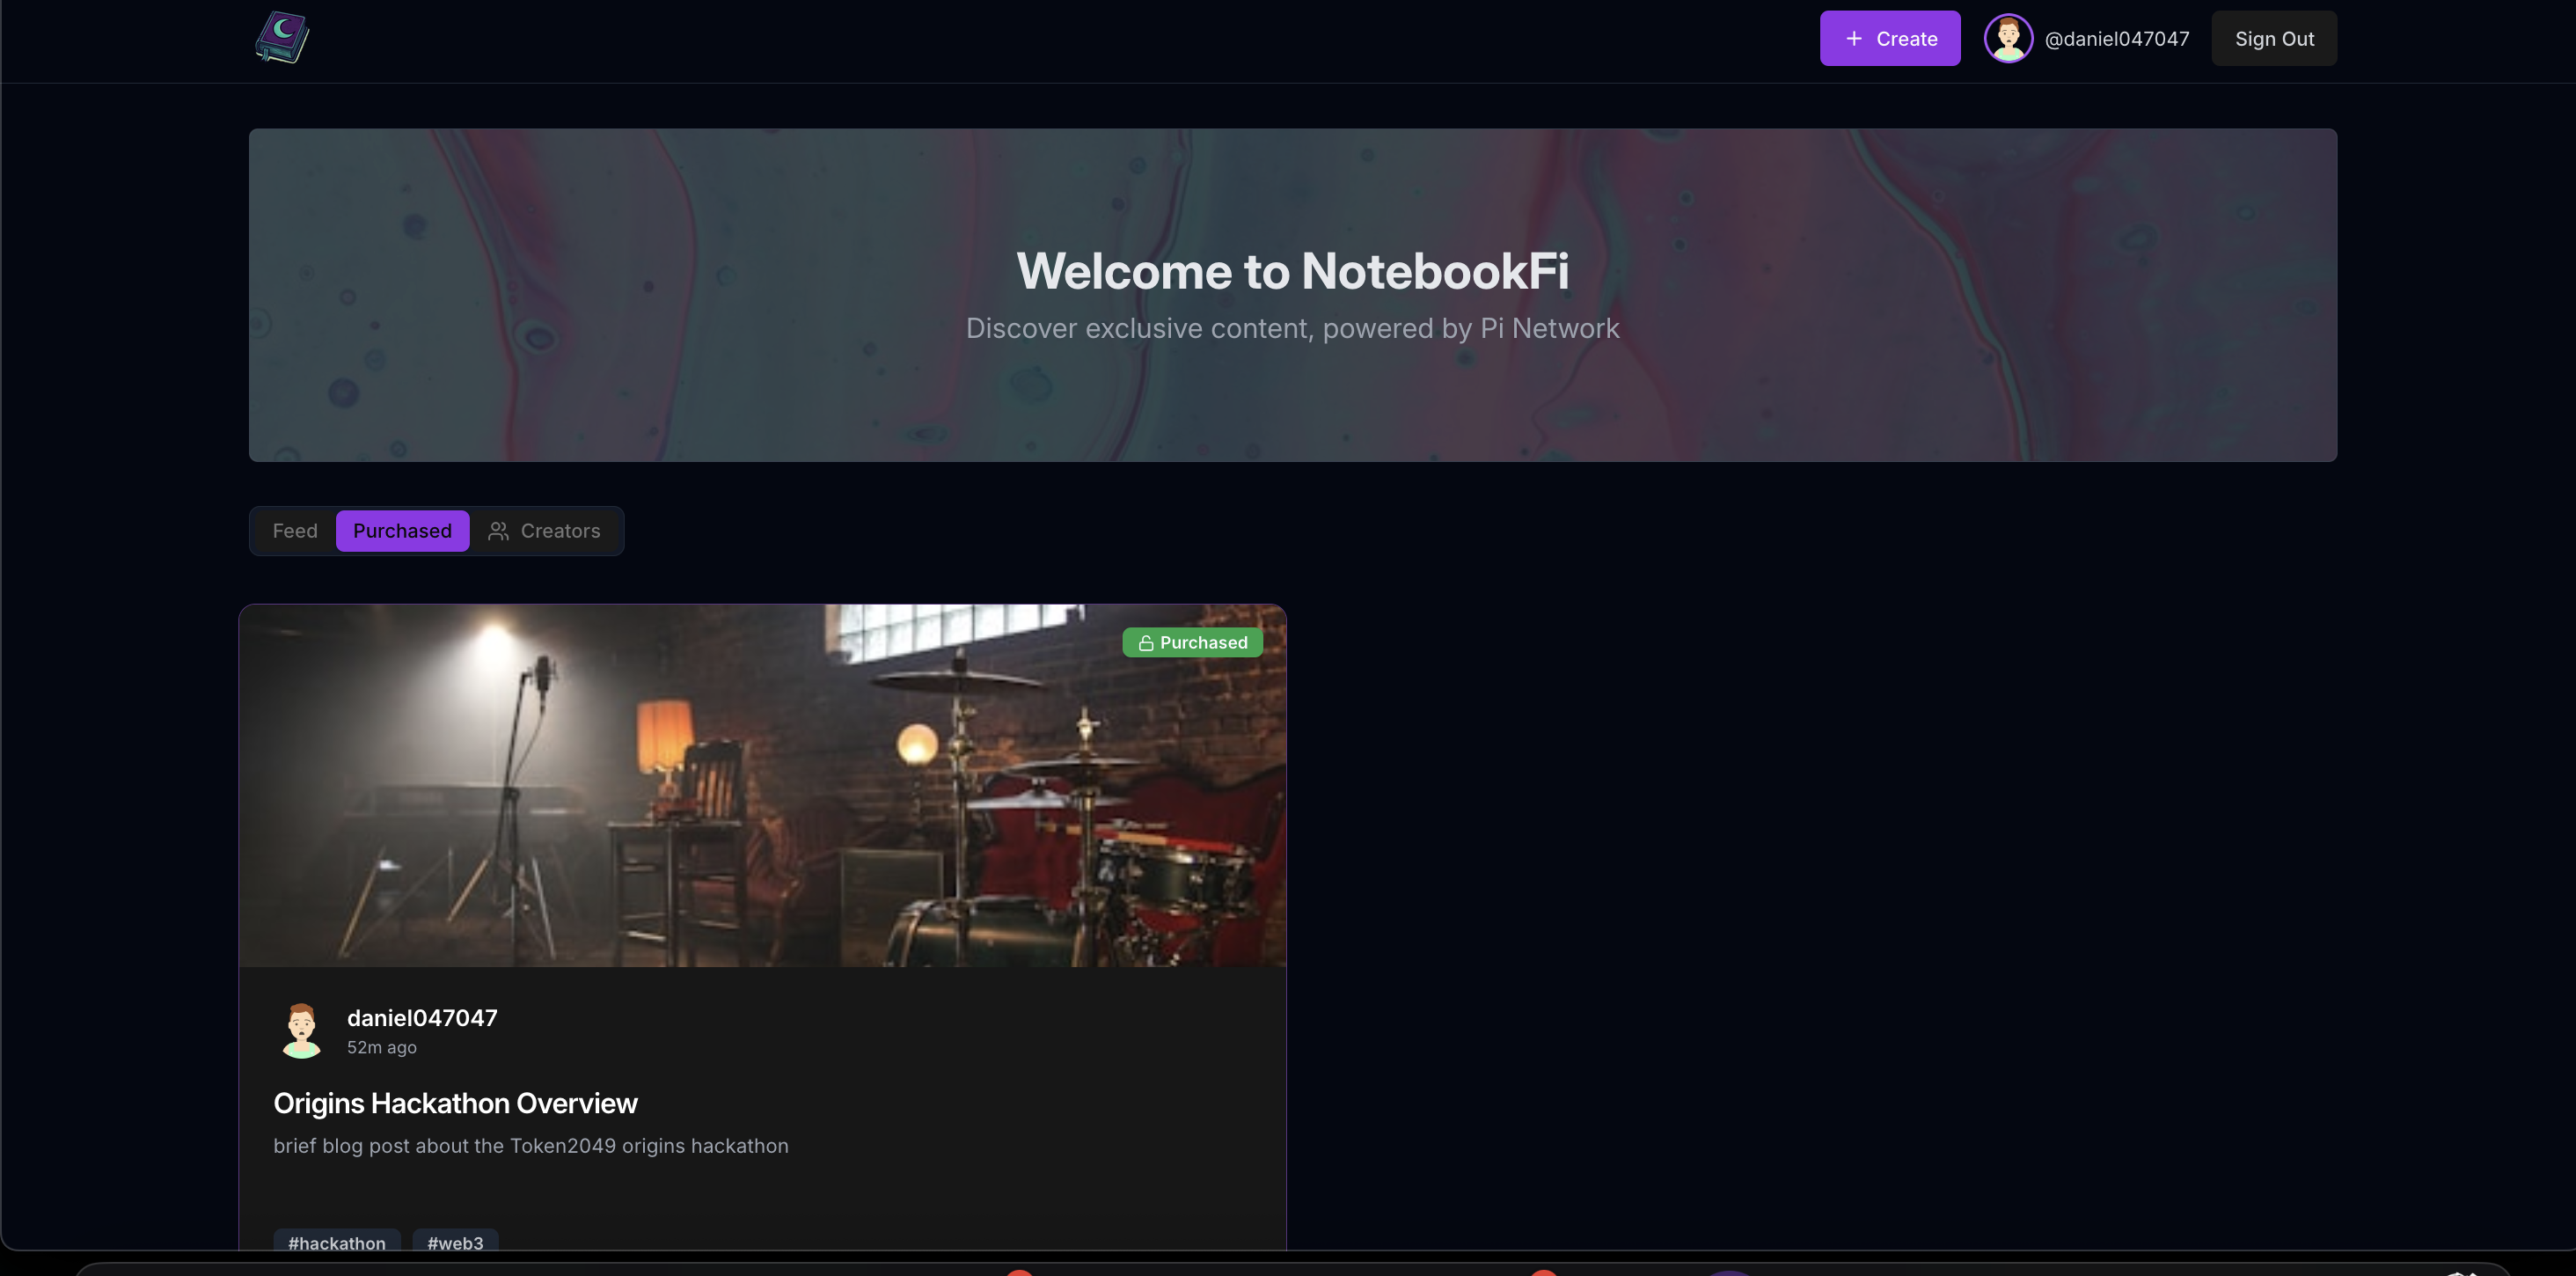 Create
@daniel047047
Sign Out
Welcome to NotebookFi
Discover exclusive content, powered by Pi Network
Feed
Purchased
Creators
Purchased
daniel047047
52m ago
Origins Hackathon Overview
brief blog post about the Token2049 origins hackathon
#hackathon
#web3